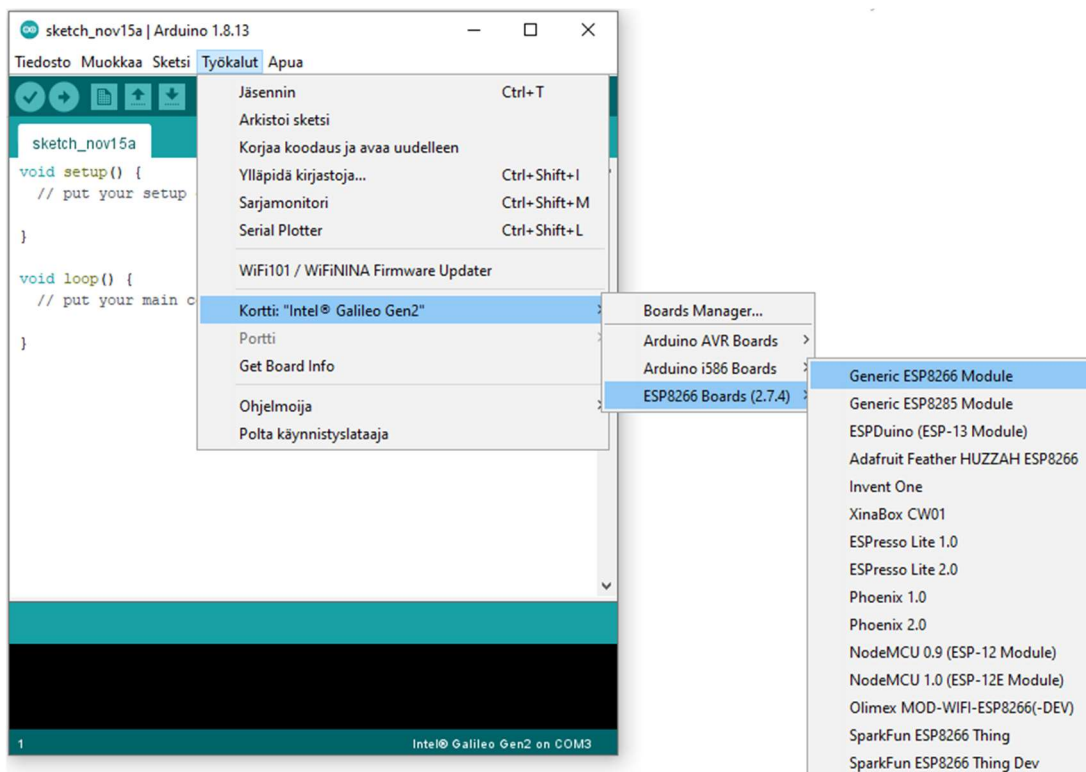 sketch_nov15a | Arduino 1.8.13
Tiedosto Muokkaa Sketsi Työkalut Apua
sketch_nov15a
void setup() {
// put your setup
}
void loop() {
// put your main c
}
Jäsennin Ctrl+T
Arkistoi sketsi
Korjaa koodaus ja avaa uudelleen
Ylläpidä kirjastoja... Ctrl+Shift+I
Sarjamonitori Ctrl+Shift+M
Serial Plotter Ctrl+Shift+L
WiFi101 / WiFiNINA Firmware Updater
Kortti: "Intel® Galileo Gen2"
Portti
Get Board Info
Ohjelmoija
Polta käynnistyslataaja
Boards Manager...
Arduino AVR Boards
Arduino i586 Boards
ESP8266 Boards (2.7.4)
Generic ESP8266 Module
Generic ESP8285 Module
ESPDuino (ESP-13 Module)
Adafruit Feather HUZZAH ESP8266
Invent One
XinaBox CW01
ESPresso Lite 1.0
ESPresso Lite 2.0
Phoenix 1.0
Phoenix 2.0
NodeMCU 0.9 (ESP-12 Module)
NodeMCU 1.0 (ESP-12E Module)
Olimex MOD-WIFI-ESP8266(-DEV)
SparkFun ESP8266 Thing
SparkFun ESP8266 Thing Dev
1 Intel® Galileo Gen2 on COM3